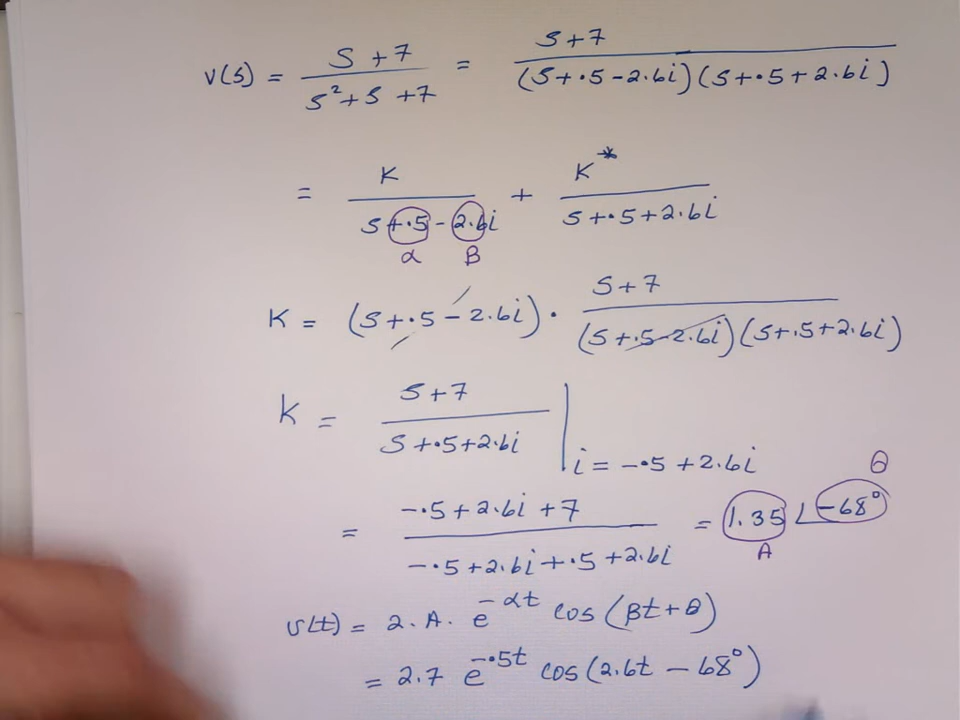 V(s) = (s+7)/(s²+s+7) = (s+7)/((s+.5-2.6i)(s+.5+2.6i))
= K/(s+.5-2.6i) + K*/(s+.5+2.6i)
α β
K = (s+.5-2.6i) · (s+7)/((s+.5-2.6i)(s+.5+2.6i))
K = (s+7)/(s+.5+2.6i) | i = -.5+2.6i
θ
= (-.5+2.6i+7)/(-.5+2.6i+.5+2.6i) = 1.35∠-68°
A
v(t) = 2.A. e^(-αt) cos(βt+θ)
= 2.7 e^(-.5t) cos(2.6t-68°)